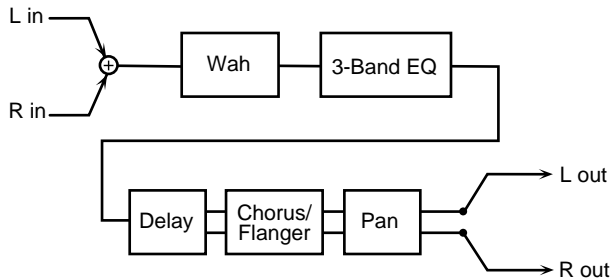 L in
R in
+
Wah
3-Band EQ
Delay
Chorus/
Flanger
Pan
L out
R out